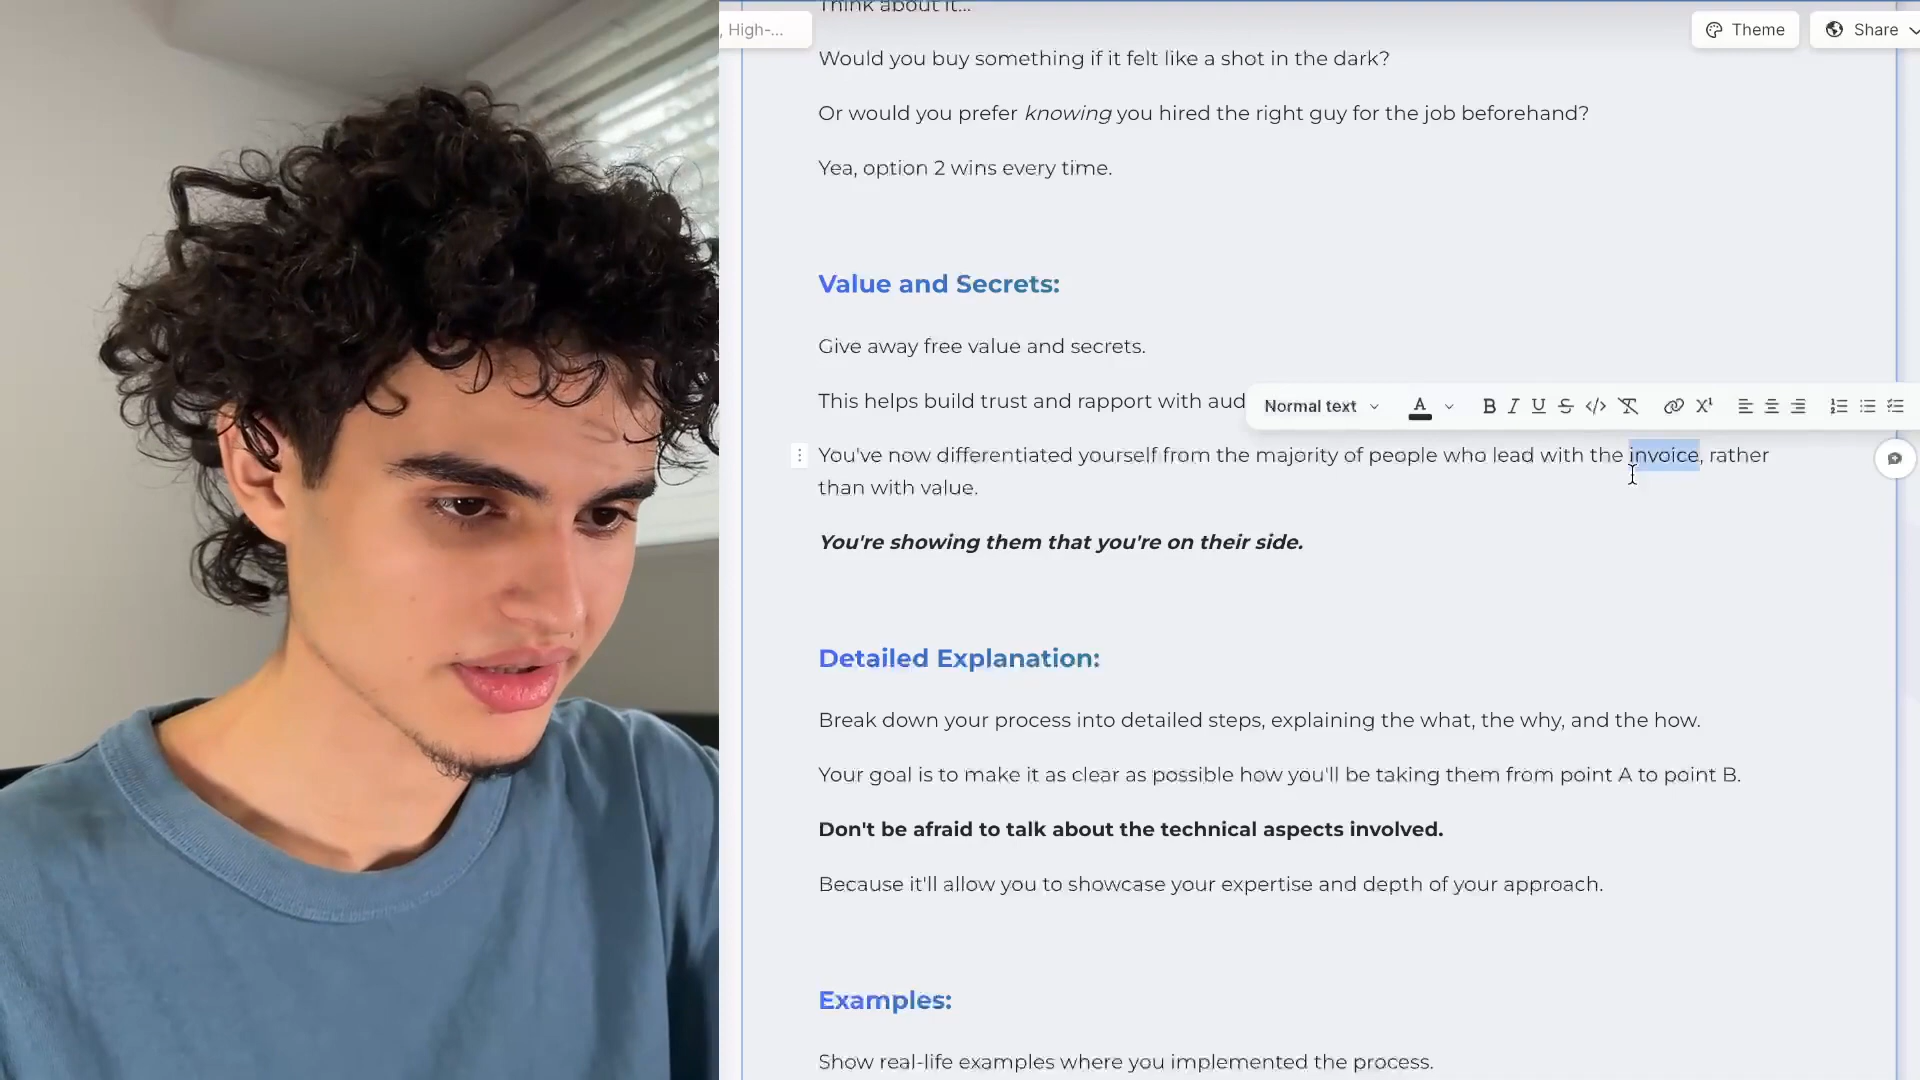 Think about it...
, High-...
Theme
Share
Would you buy something if it felt like a shot in the dark?
Or would you prefer knowing you hired the right guy for the job beforehand?
Yea, option 2 wins every time.
Value and Secrets:
Give away free value and secrets.
This helps build trust and rapport with aud
Normal text
You've now differentiated yourself from the majority of people who lead with the invoice, rather
than with value.
You're showing them that you're on their side.
Detailed Explanation:
Break down your process into detailed steps, explaining the what, the why, and the how.
Your goal is to make it as clear as possible how you'll be taking them from point A to point B.
Don't be afraid to talk about the technical aspects involved.
Because it'll allow you to showcase your expertise and depth of your approach.
Examples:
Show real-life examples where you implemented the process.